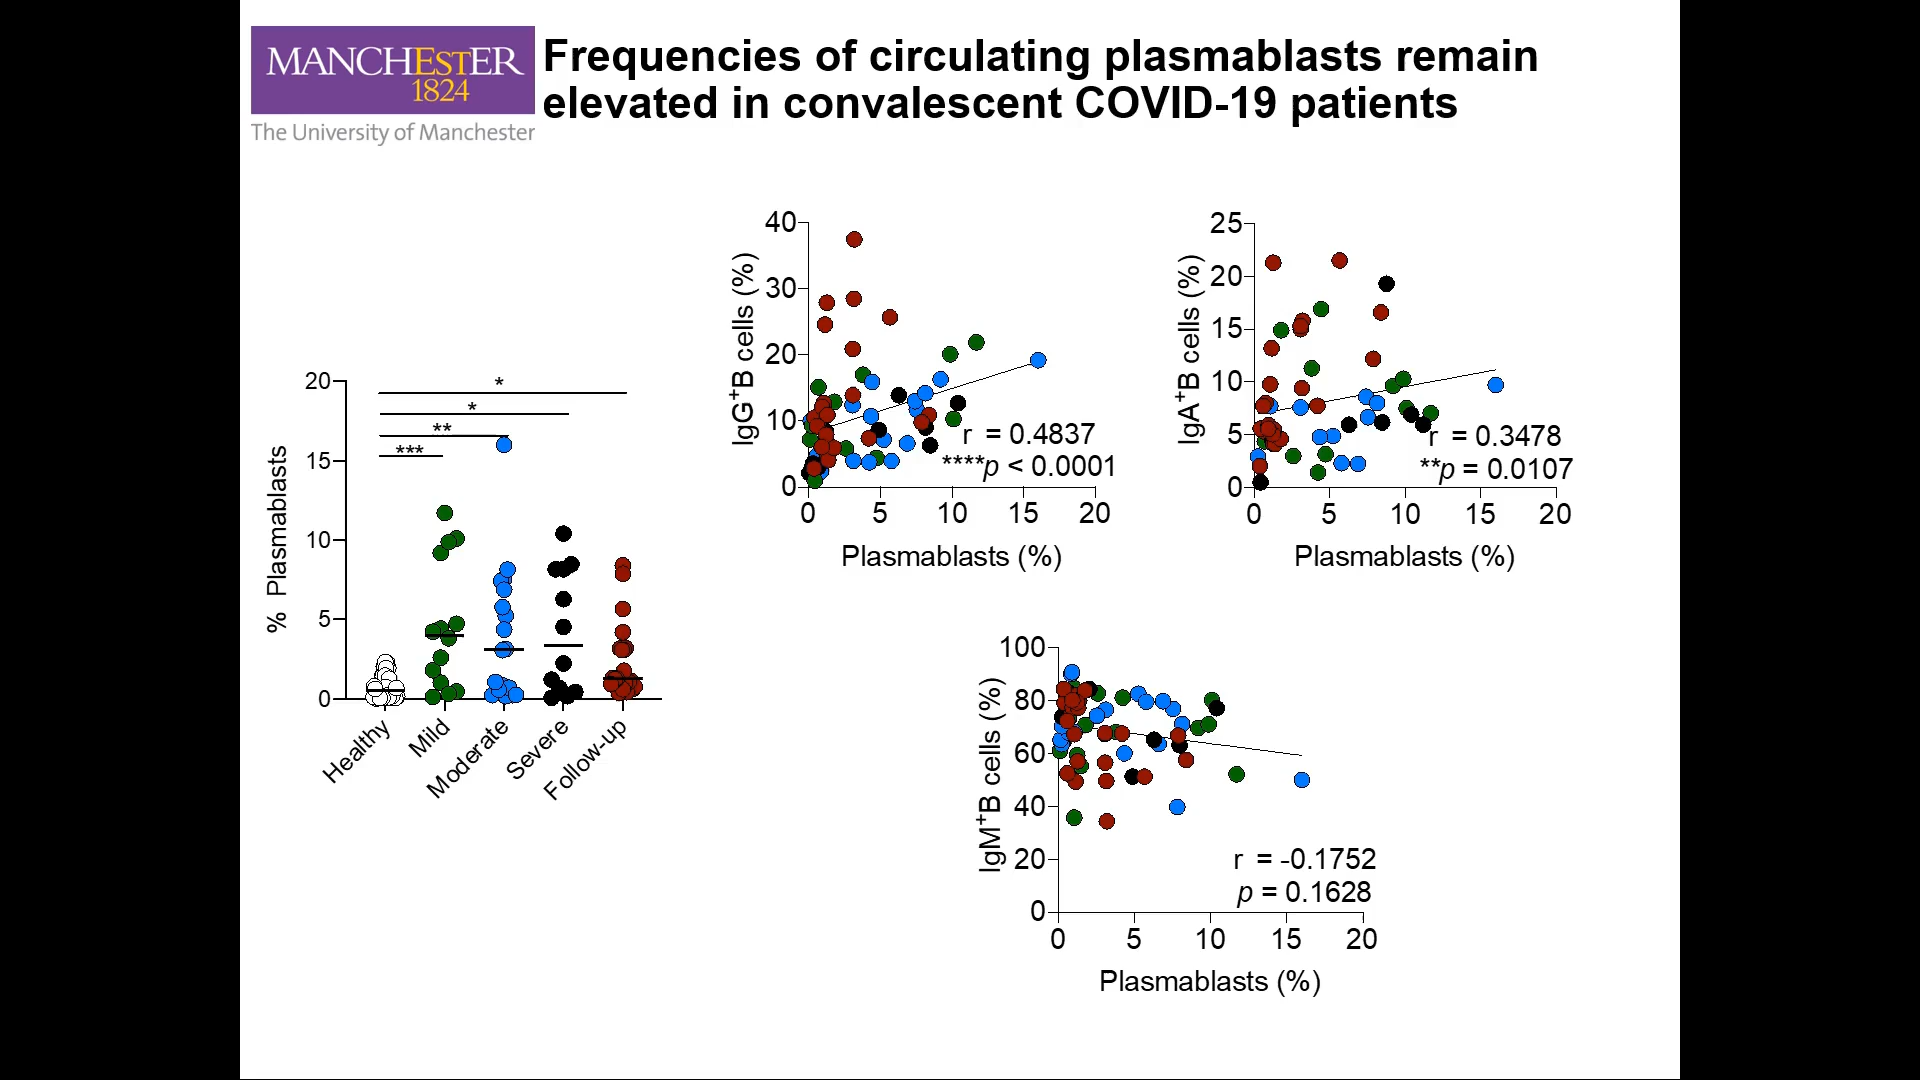 MANCHESTER
1824
The University of Manchester
Frequencies of circulating plasmablasts remain
elevated in convalescent COVID-19 patients
% Plasmablasts
20
15
10
5
0
*
*
**
***
Healthy
Mild
Moderate
Severe
Follow-up
IgG+B cells (%)
40
30
20
10
0
r = 0.4837
****p < 0.0001
0 5 10 15 20
Plasmablasts (%)
IgA+B cells (%)
25
20
15
10
5
0
r = 0.3478
**p = 0.0107
0 5 10 15 20
Plasmablasts (%)
IgM+B cells (%)
100
80
60
40
20
0
r = -0.1752
p = 0.1628
0 5 10 15 20
Plasmablasts (%)